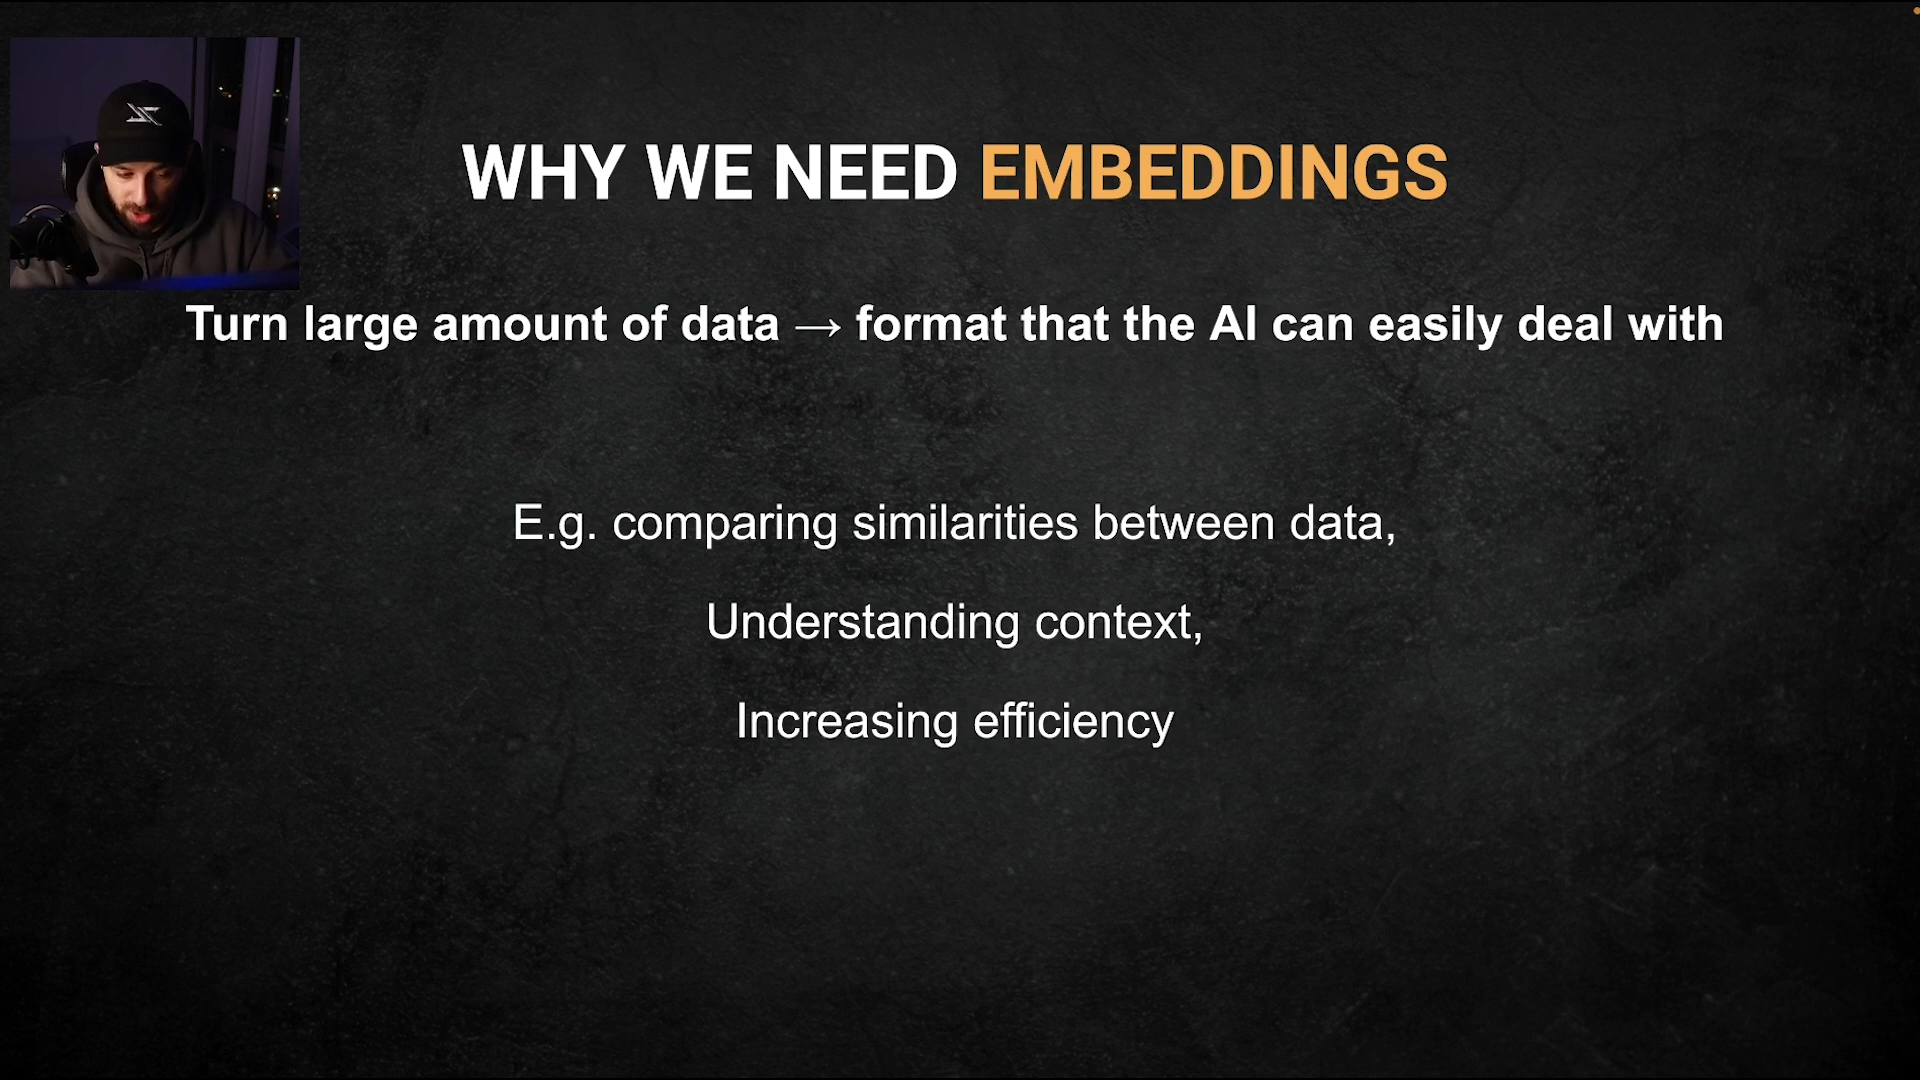 WHY WE NEED EMBEDDINGS
Turn large amount of data → format that the AI can easily deal with
E.g. comparing similarities between data,
Understanding context,
Increasing efficiency